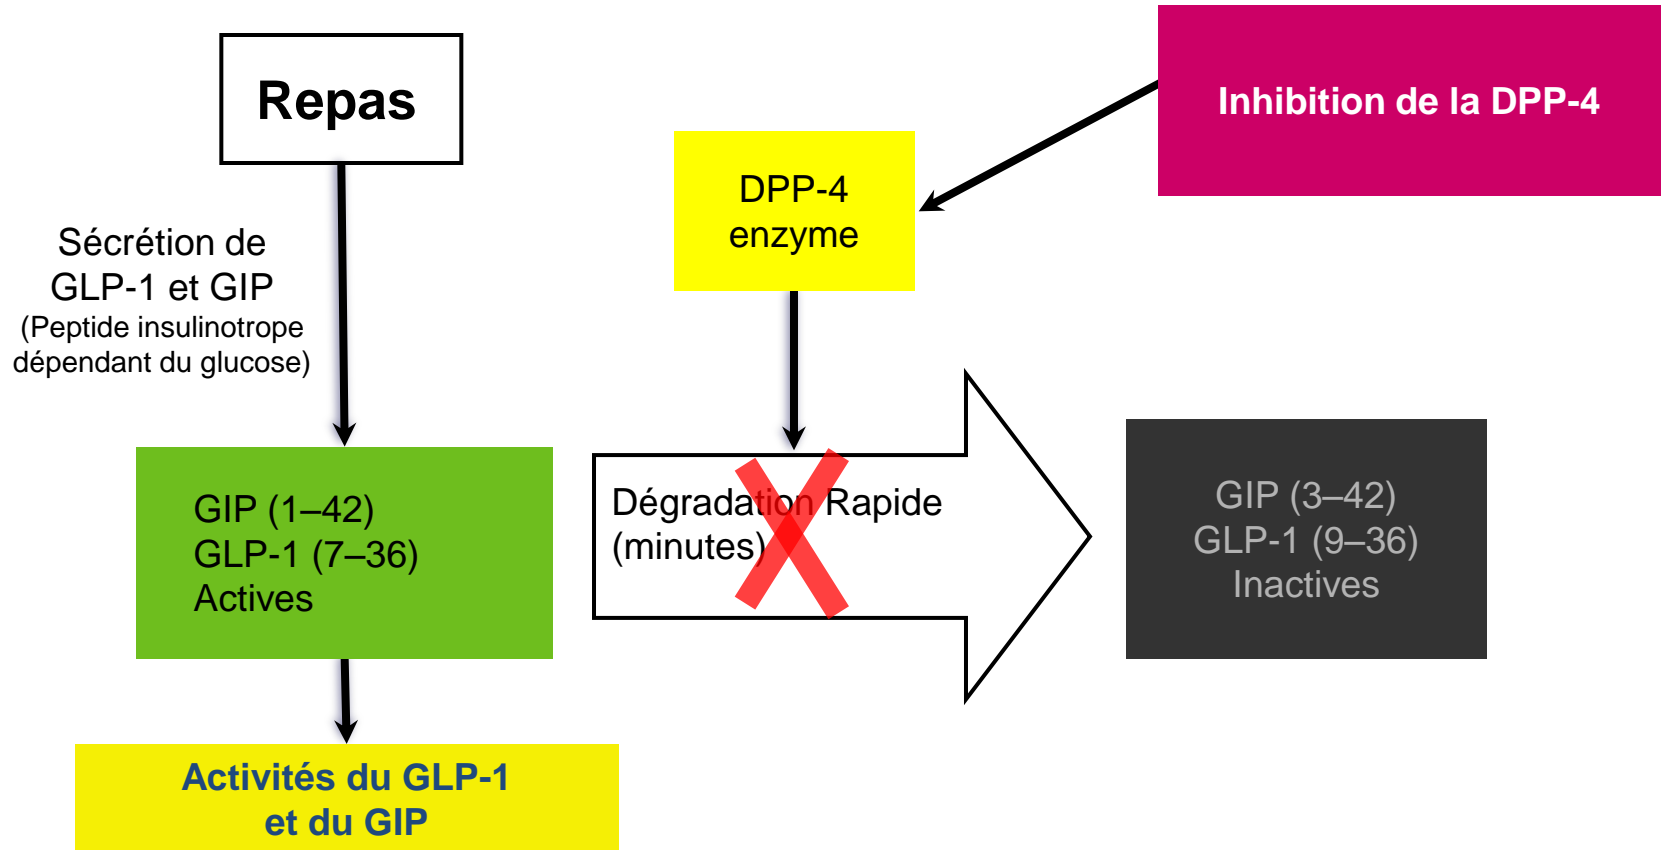 Repas
Inhibition de la DPP-4
DPP-4
enzyme
Sécrétion de
GLP-1 et GIP
(Peptide insulinotrope
dépendant du glucose)
GIP (1–42)
GLP-1 (7–36)
Actives
Dégradation Rapide
(minutes)
GIP (3–42)
GLP-1 (9–36)
Inactives
Activités du GLP-1
et du GIP